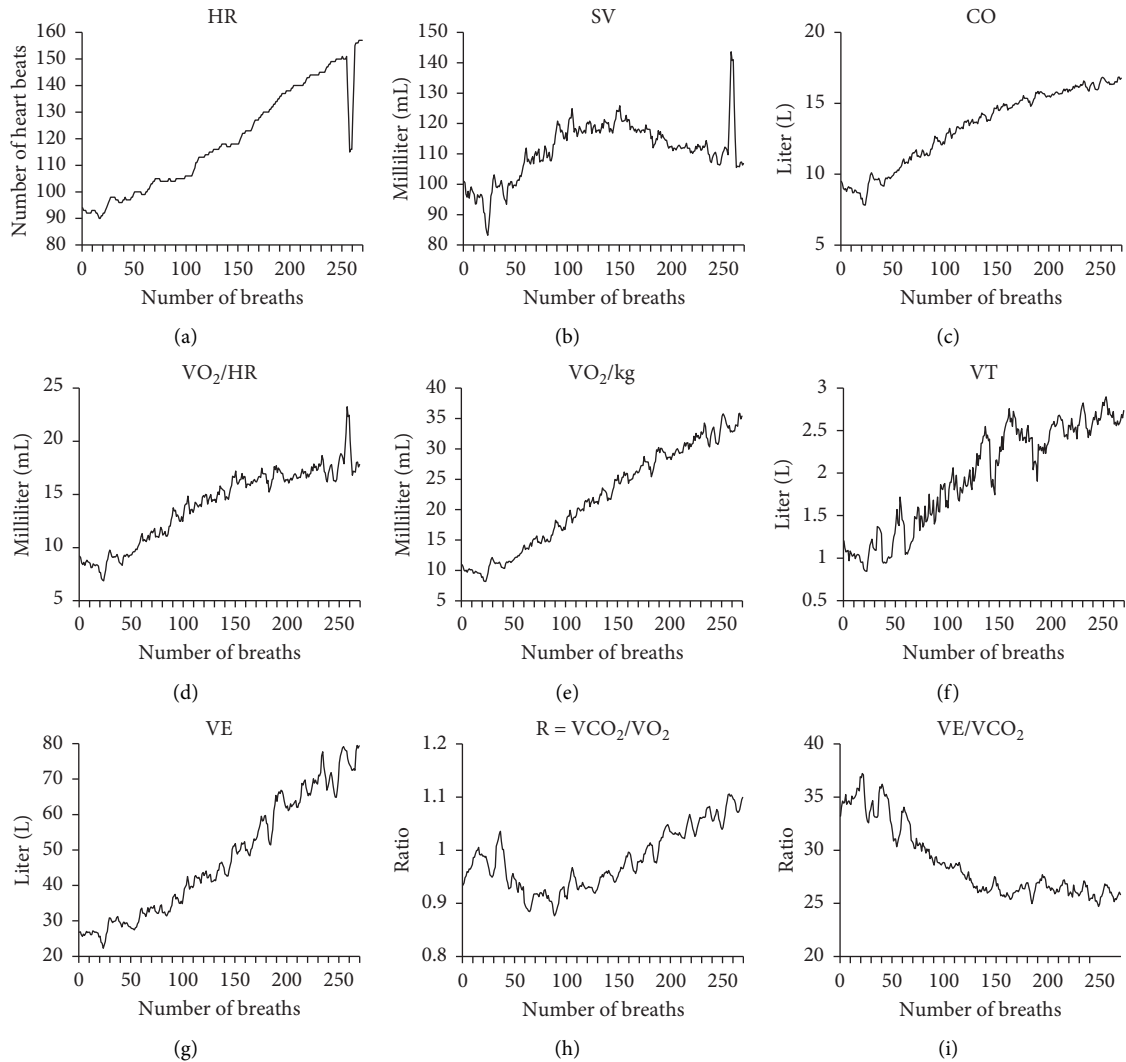 HR
Number of heart beats
160
150
140
130
120
110
100
90
80
0 50 100 150 200 250
Number of breaths
(a)
SV
Milliliter (mL)
150
140
130
120
110
100
90
80
0 50 100 150 200 250
Number of breaths
(b)
CO
Liter (L)
20
15
10
5
0 50 100 150 200 250
Number of breaths
(c)
VO₂/HR
Milliliter (mL)
25
20
15
10
5
0 50 100 150 200 250
Number of breaths
(d)
VO₂/kg
Milliliter (mL)
40
35
30
25
20
15
10
5
0 50 100 150 200 250
Number of breaths
(e)
VT
Liter (L)
3
2.5
2
1.5
1
0.5
0 50 100 150 200 250
Number of breaths
(f)
VE
Liter (L)
80
70
60
50
40
30
20
0 50 100 150 200 250
Number of breaths
(g)
R = VCO₂/VO₂
Ratio
1.2
1.1
1
0.9
0.8
0 50 100 150 200 250
Number of breaths
(h)
VE/VCO₂
Ratio
40
35
30
25
20
0 50 100 150 200 250
Number of breaths
(i)